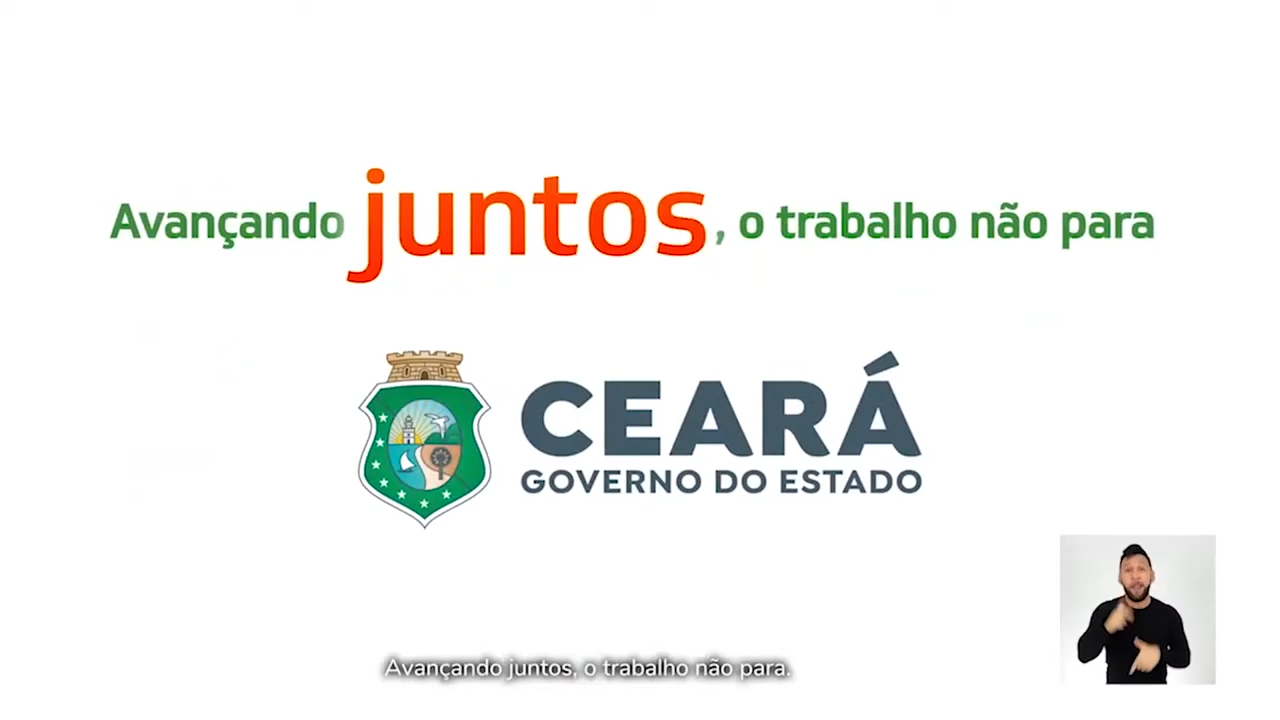 Avançando juntos, o trabalho não para
CEARÁ
GOVERNO DO ESTADO
Avançando juntos, o trabalho não para.